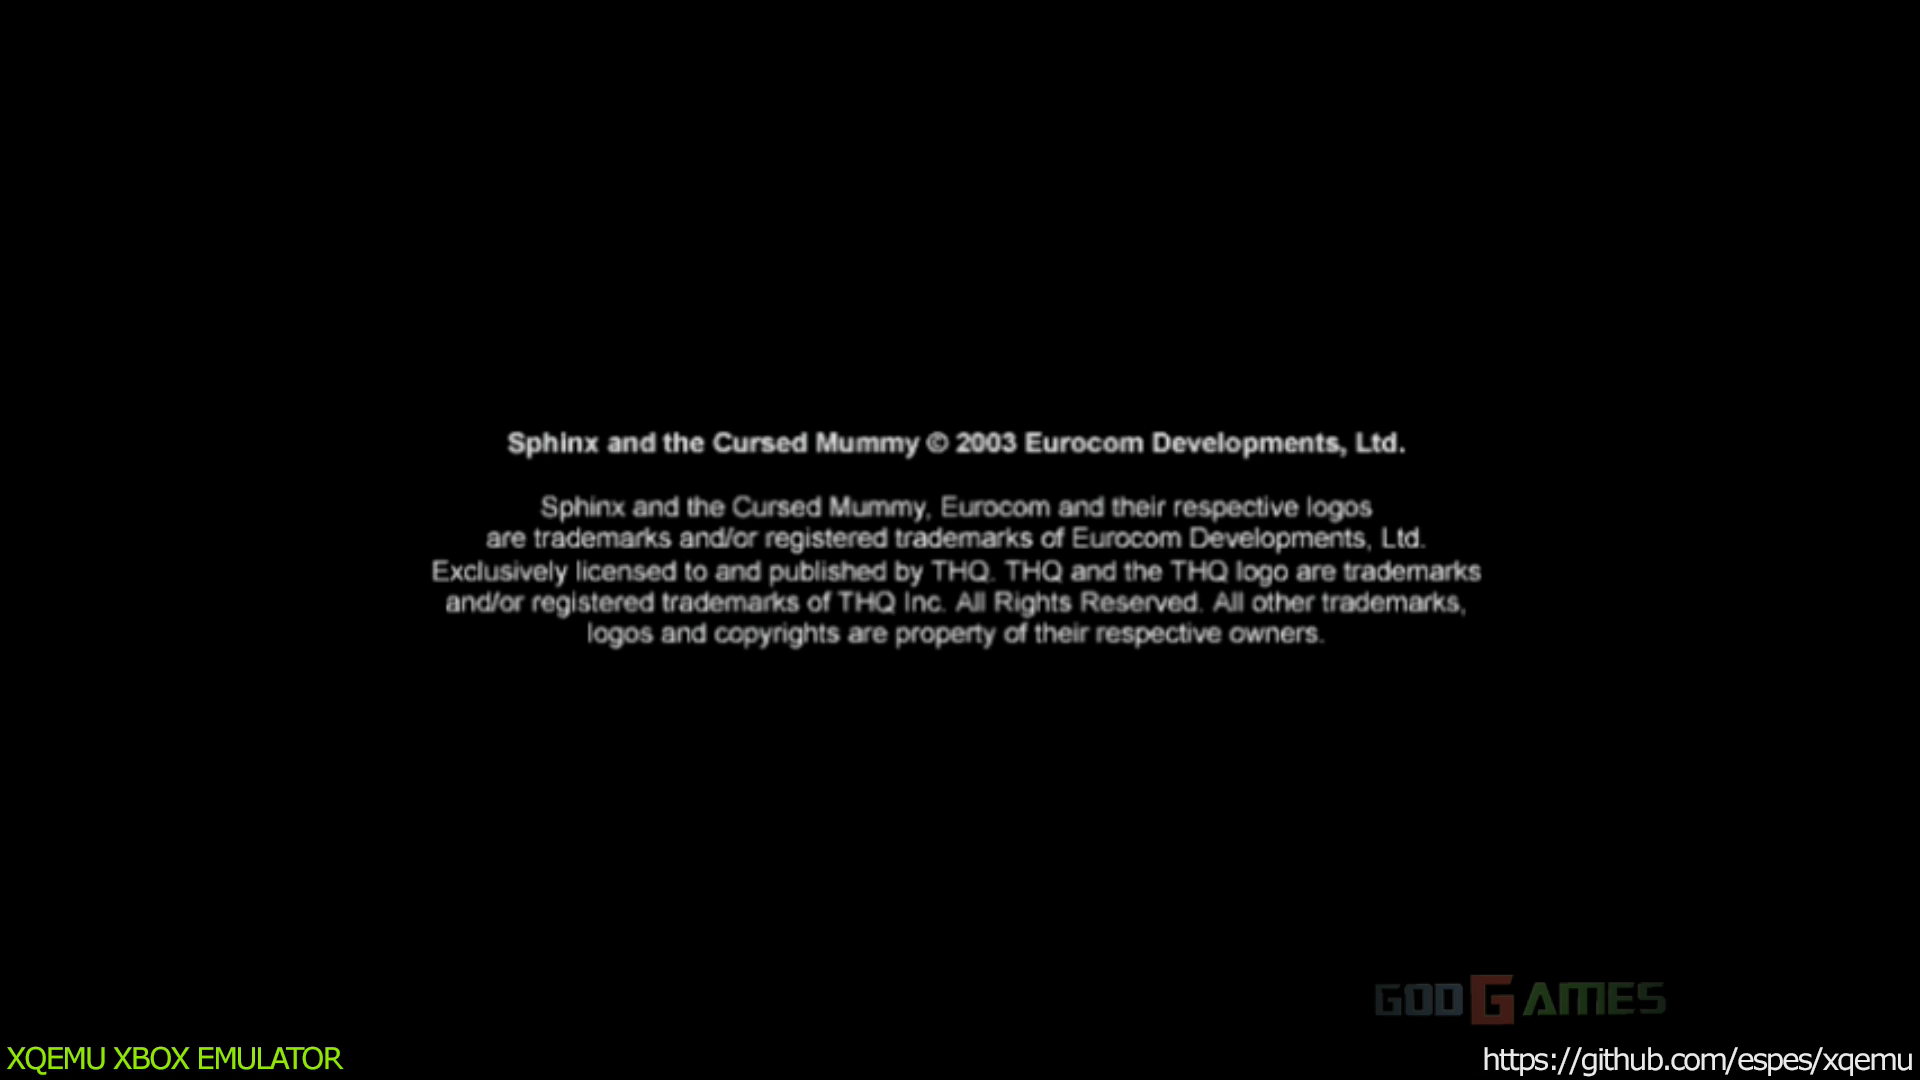 Sphinx and the Cursed Mummy © 2003 Eurocom Developments, Ltd.
Sphinx and the Cursed Mummy, Eurocom and their respective logos
are trademarks and/or registered trademarks of Eurocom Developments, Ltd.
Exclusively licensed to and published by THQ. THQ and the THQ logo are trademarks
and/or registered trademarks of THQ Inc. All Rights Reserved. All other trademarks,
logos and copyrights are property of their respective owners.
GODGAMES
XQEMU XBOX EMULATOR
https://github.com/espes/xqemu